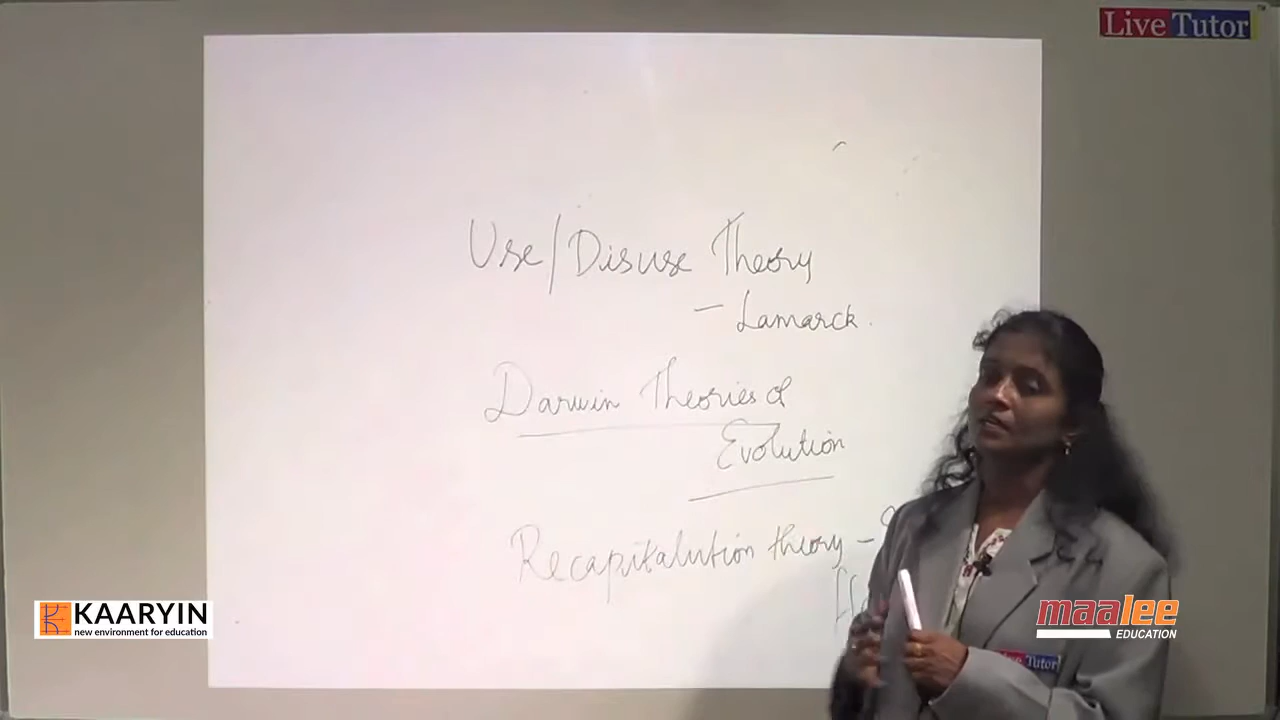 Live Tutor
Use/Disuse Theory
- Lamarck.
Darwin Theories of
Evolution
Recapitalution theory -
KAARYIN
new environment for education
maalee
EDUCATION
Tutor